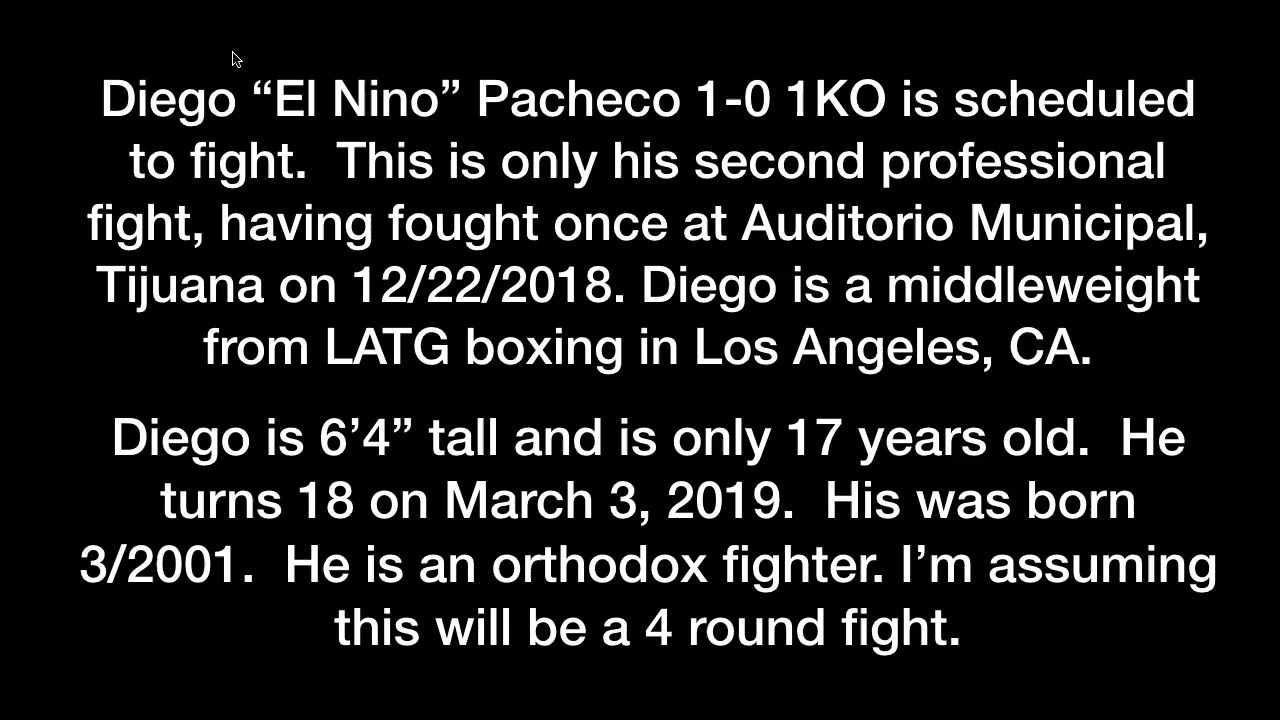 Diego “El Nino” Pacheco 1-0 1KO is scheduled
to fight.  This is only his second professional
fight, having fought once at Auditorio Municipal,
Tijuana on 12/22/2018. Diego is a middleweight
from LATG boxing in Los Angeles, CA.
Diego is 6’4” tall and is only 17 years old.  He
turns 18 on March 3, 2019.  His was born
3/2001.  He is an orthodox fighter. I’m assuming
this will be a 4 round fight.